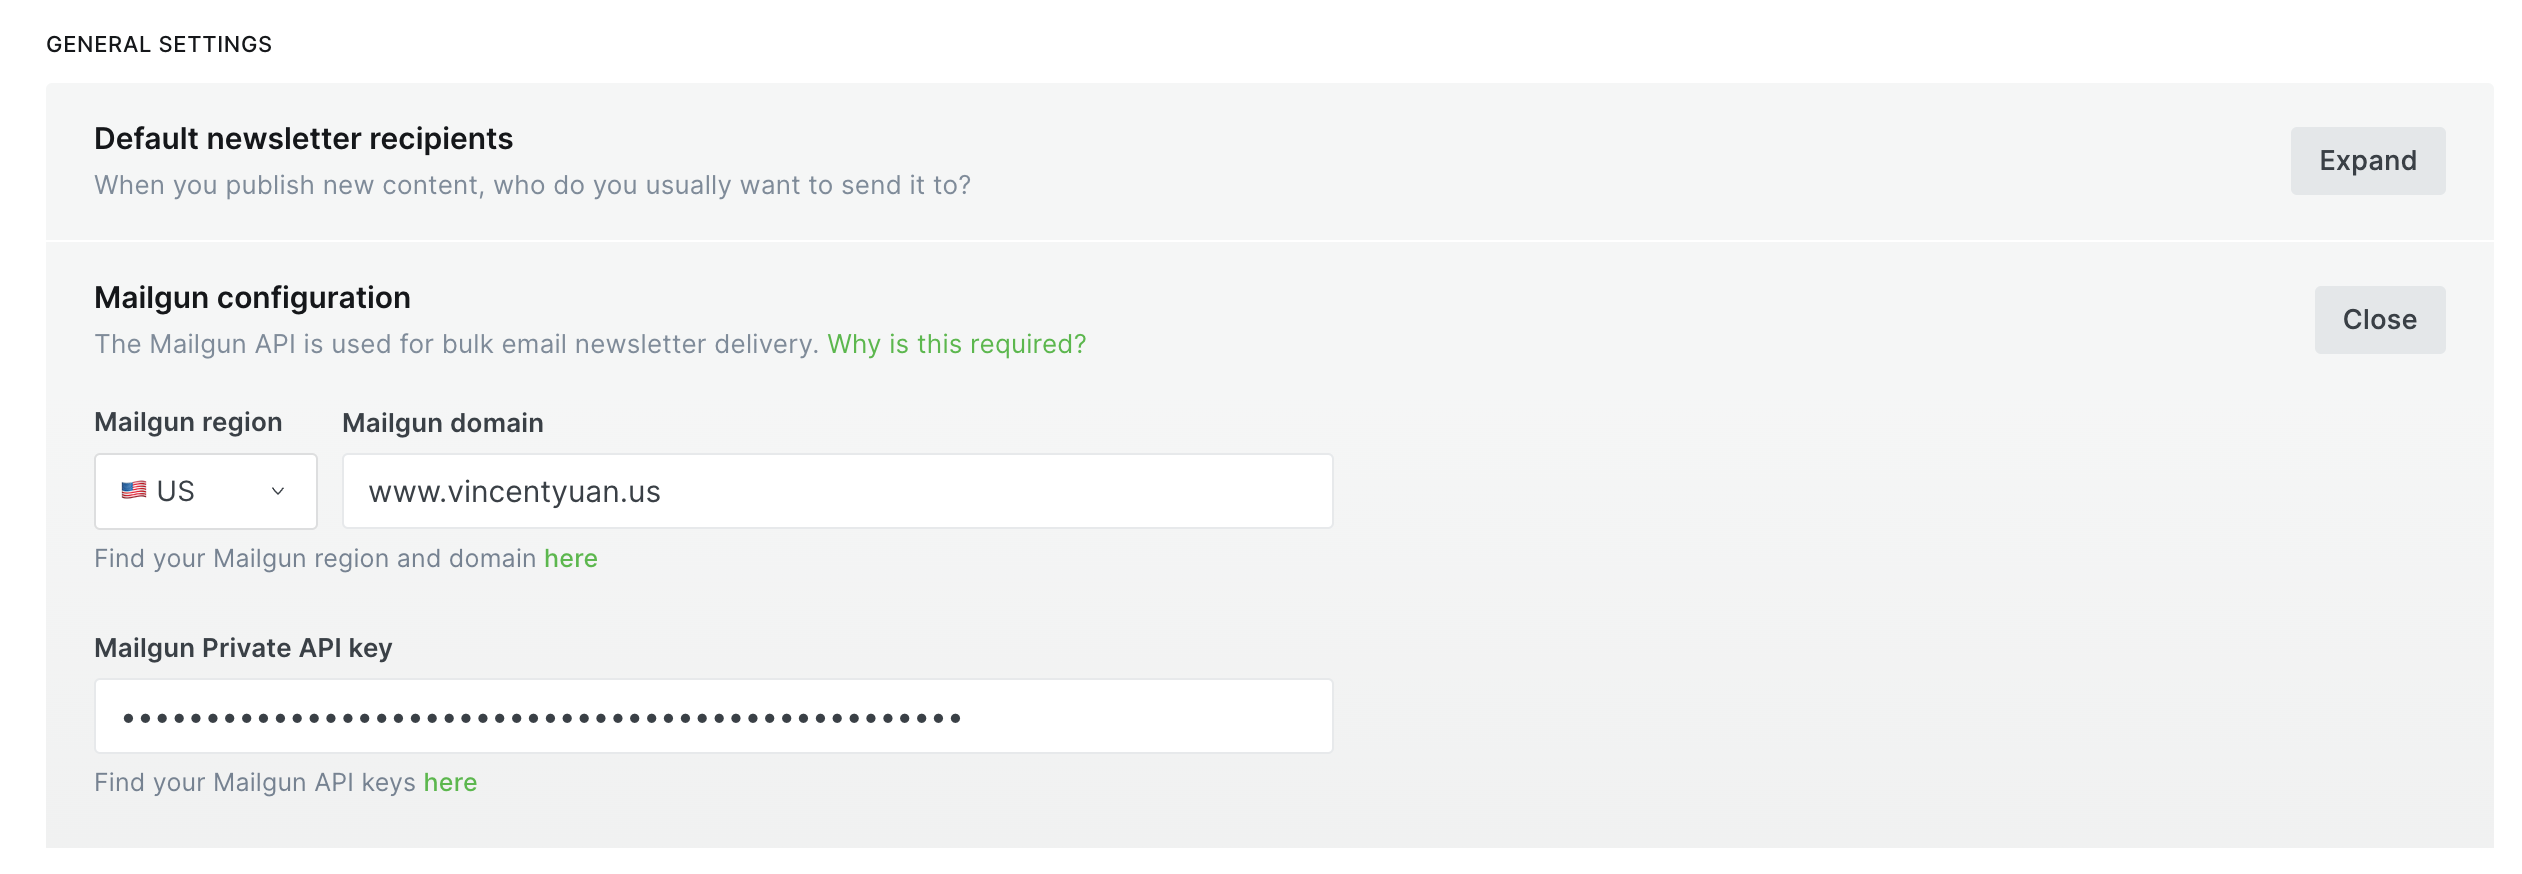 GENERAL SETTINGS
Default newsletter recipients
When you publish new content, who do you usually want to send it to?
Expand
Mailgun configuration
The Mailgun API is used for bulk email newsletter delivery. Why is this required?
Close
Mailgun region
Mailgun domain
US
www.vincentyuan.us
Find your Mailgun region and domain here
Mailgun Private API key
••••••••••••••••••••••••••••••••••••••••••••••••••
Find your Mailgun API keys here